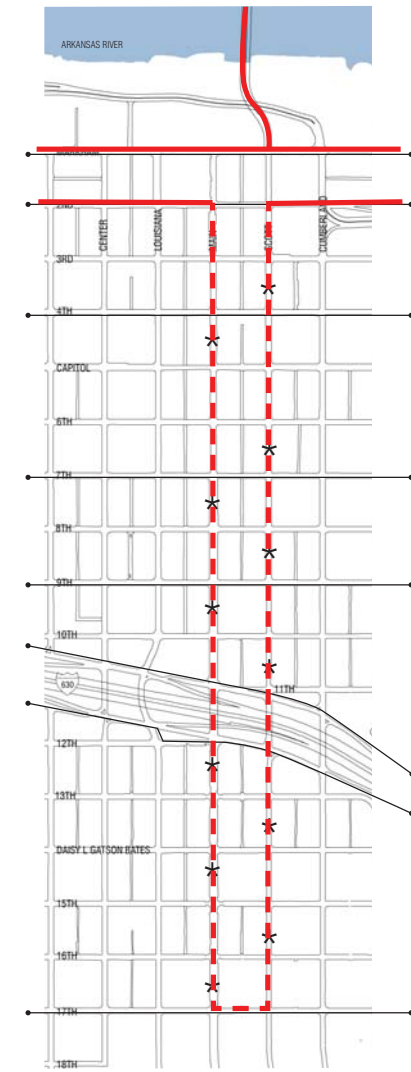 ARKANSAS RIVER
MARKHAM
2ND
CENTER
LOUISIANA
MAIN
SCOTT
CUMBERLAND
3RD
4TH
CAPITOL
6TH
7TH
8TH
9TH
10TH
630
11TH
12TH
13TH
DAISY L GATSON BATES
15TH
16TH
17TH
18TH